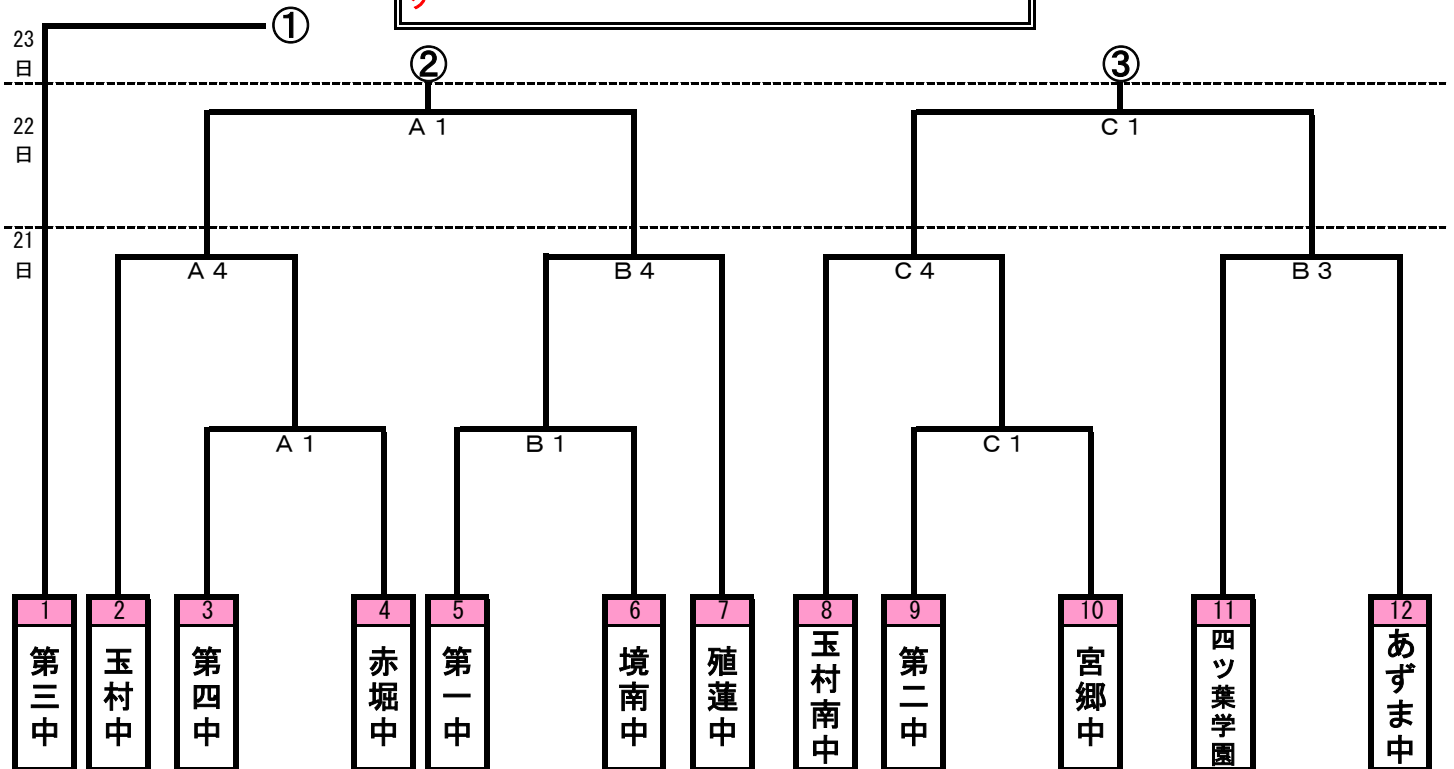 ①
23
日
②
③
22
日
A 1
C 1
21
日
A 4
B 4
C 4
B 3
A 1
B 1
C 1
1
2
3
4
5
6
7
8
9
10
11
12
第三中
玉村中
第四中
赤堀中
第一中
境南中
殖蓮中
玉村南中
第二中
宮郷中
四ツ葉学園
あずま中